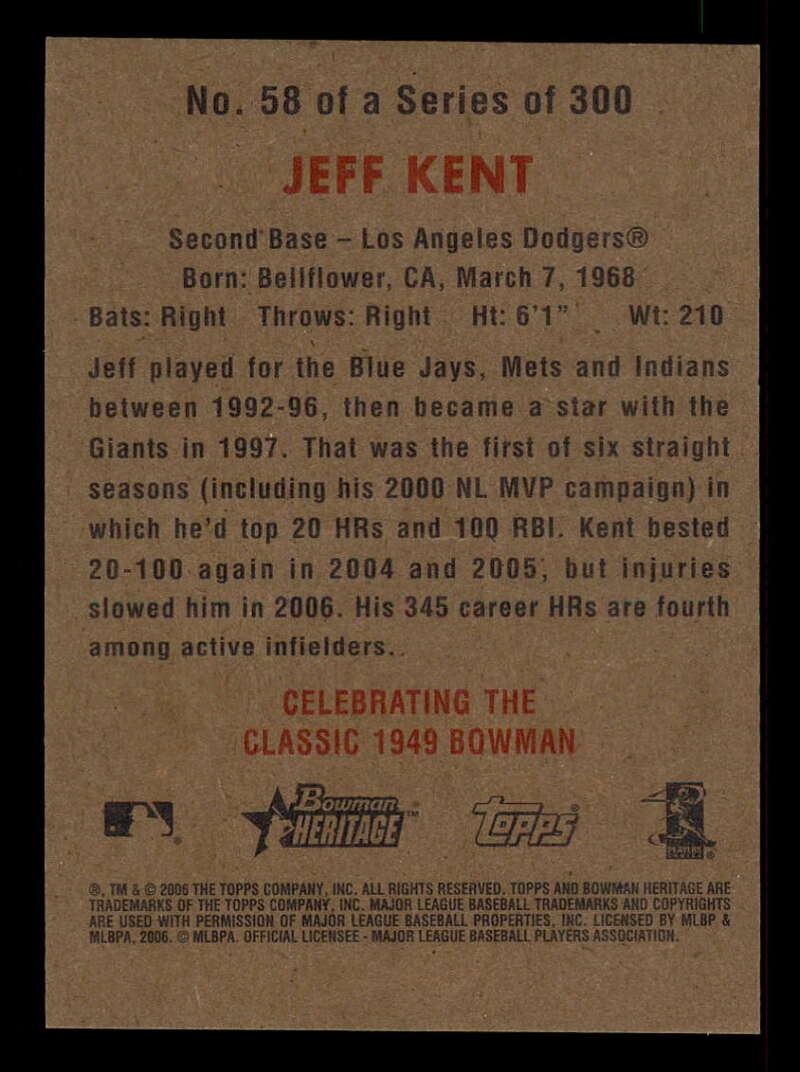 No. 58 of a Series of 300
JEFF KENT
Second Base – Los Angeles Dodgers®
Born: Bellflower, CA, March 7, 1968
Bats: Right Throws: Right Ht: 6'1" Wt: 210
Jeff played for the Blue Jays, Mets and Indians
between 1992-96, then became a star with the
Giants in 1997. That was the first of six straight
seasons (including his 2000 NL MVP campaign) in
which he'd top 20 HRs and 100 RBI. Kent bested
20-100 again in 2004 and 2005, but injuries
slowed him in 2006. His 345 career HRs are fourth
among active infielders.
CELEBRATING THE
CLASSIC 1949 BOWMAN
Bowman HERITAGE™ Topps®
®, TM & © 2006 THE TOPPS COMPANY, INC. ALL RIGHTS RESERVED. TOPPS AND BOWMAN HERITAGE ARE
TRADEMARKS OF THE TOPPS COMPANY, INC. MAJOR LEAGUE BASEBALL TRADEMARKS AND COPYRIGHTS
ARE USED WITH PERMISSION OF MAJOR LEAGUE BASEBALL PROPERTIES, INC. LICENSED BY MLBP &
MLBPA, 2006. © MLBPA. OFFICIAL LICENSEE - MAJOR LEAGUE BASEBALL PLAYERS ASSOCIATION.